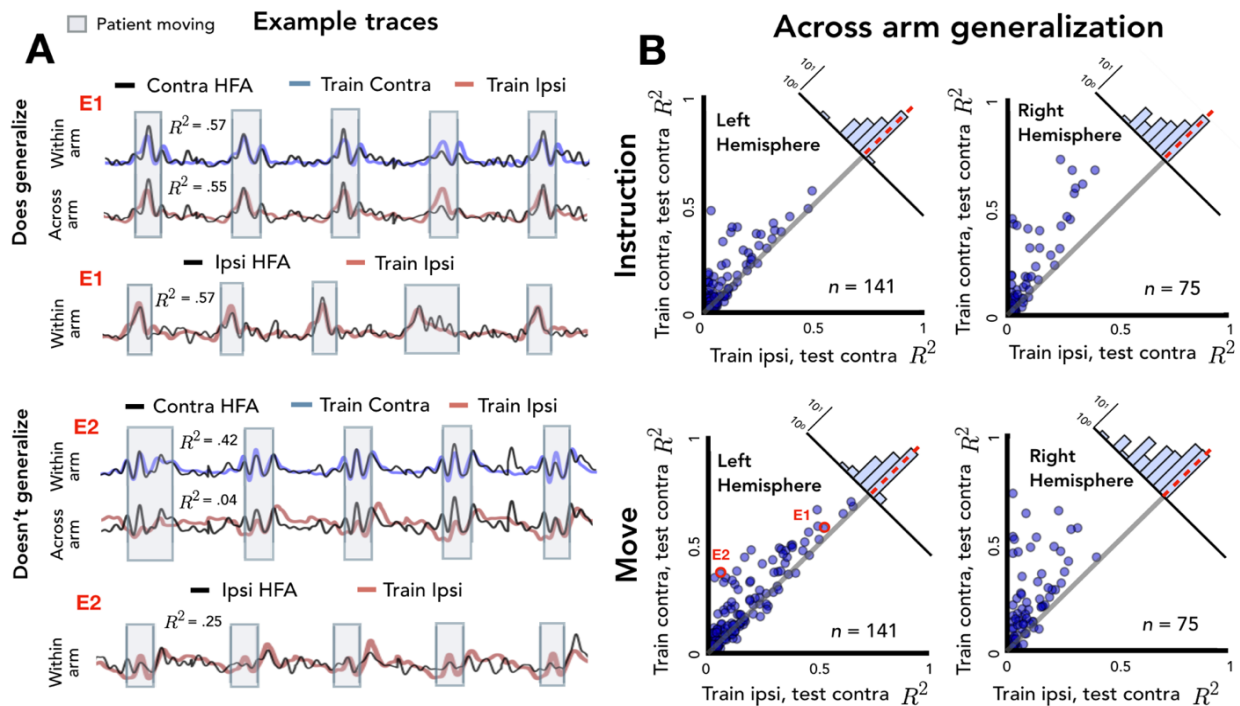 Patient moving
Example traces
Across arm generalization
A
B
Does generalize
Contra HFA
Train Contra
Train Ipsi
E1
Within arm
R² = .57
Across arm
R² = .55
Ipsi HFA
Train Ipsi
E1
Within arm
R² = .57
Doesn't generalize
Contra HFA
Train Contra
Train Ipsi
E2
Within arm
R² = .42
Across arm
R² = .04
Ipsi HFA
Train Ipsi
E2
Within arm
R² = .25
Instruction
Train contra, test contra R²
1
0.5
0
Left
Hemisphere
10⁰
10¹
n = 141
0.5
1
Train ipsi, test contra R²
Train contra, test contra R²
1
0.5
0
Right
Hemisphere
10⁰
10¹
n = 75
0.5
1
Train ipsi, test contra R²
Move
Train contra, test contra R²
1
0.5
0
Left
Hemisphere
10⁰
10¹
E1
E2
n = 141
0
0.5
1
Train ipsi, test contra R²
Train contra, test contra R²
1
0.5
0
Right
Hemisphere
10⁰
10¹
n = 75
0.5
1
Train ipsi, test contra R²